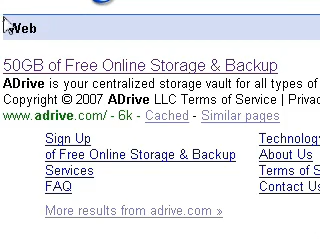 Web
50GB of Free Online Storage & Backup
ADrive is your centralized storage vault for all types of
Copyright © 2007 ADrive LLC Terms of Service | Priva
www.adrive.com/ - 6k - Cached - Similar pages
Sign Up Technology
of Free Online Storage & Backup About Us
Services Terms of S
FAQ Contact Us
More results from adrive.com »